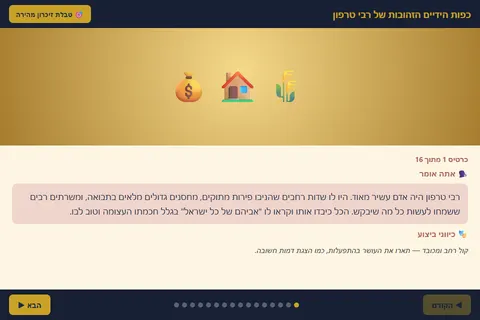 כפות הידיים הזהובות של רבי טרפון
🎯 טבלת זיכרון מהירה
כרטיס 1 מתוך 16
🗣️ אתה אומר
רבי טרפון היה אדם עשיר מאוד. היו לו שדות רחבים שהניבו פירות מתוקים, מחסנים גדולים מלאים בתבואה, ומשרתים רבים
ששמחו לעשות כל מה שיבקש. הכל כיבדו אותו וקראו לו "אביהם של כל ישראל" בגלל חכמתו העצומה וטוב לבו.
🎭 כיווני ביצוע
קול רחב ומכובד — תארו את העושר בהתפעלות, כמו הצגת דמות חשובה.
◀ הקודם
הבא ▶